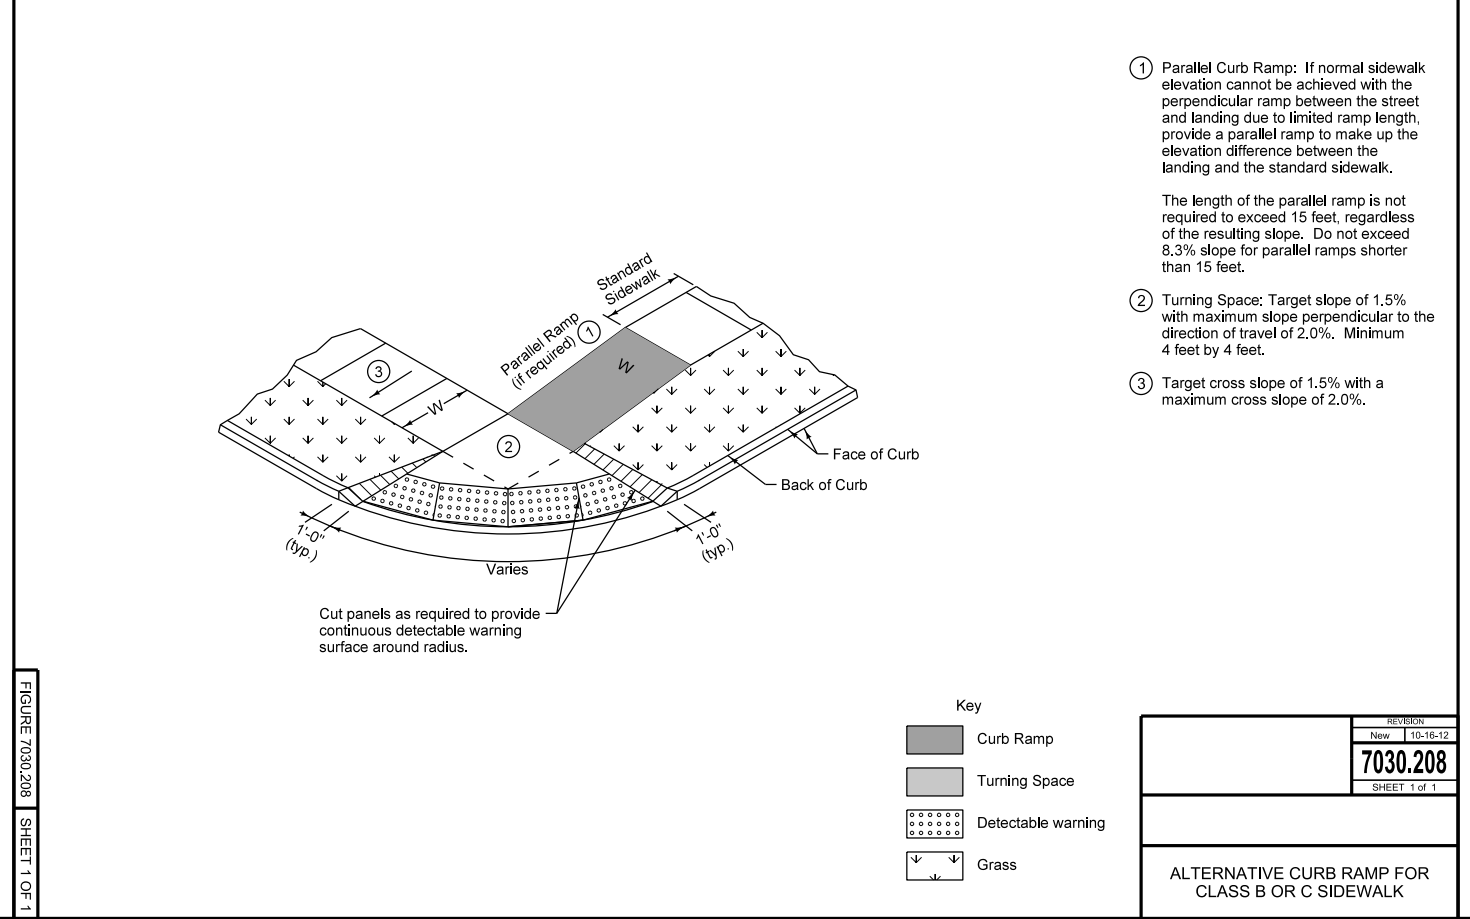 1 Parallel Curb Ramp: If normal sidewalk
elevation cannot be achieved with the
perpendicular ramp between the street
and landing due to limited ramp length,
provide a parallel ramp to make up the
elevation difference between the
landing and the standard sidewalk.
The length of the parallel ramp is not
required to exceed 15 feet, regardless
of the resulting slope. Do not exceed
8.3% slope for parallel ramps shorter
than 15 feet.
2 Turning Space: Target slope of 1.5%
with maximum slope perpendicular to the
direction of travel of 2.0%. Minimum
4 feet by 4 feet.
3 Target cross slope of 1.5% with a
maximum cross slope of 2.0%.
Standard
Sidewalk
Parallel Ramp
(if required)
1
W
3
W
2
Face of Curb
Back of Curb
1'-0"
(typ.)
1'-0"
(typ.)
Varies
Cut panels as required to provide
continuous detectable warning
surface around radius.
Key
Curb Ramp
Turning Space
Detectable warning
Grass
FIGURE 7030.208
SHEET 1 OF 1
REVISION
New 10-16-12
7030.208
SHEET 1 of 1
ALTERNATIVE CURB RAMP FOR
CLASS B OR C SIDEWALK